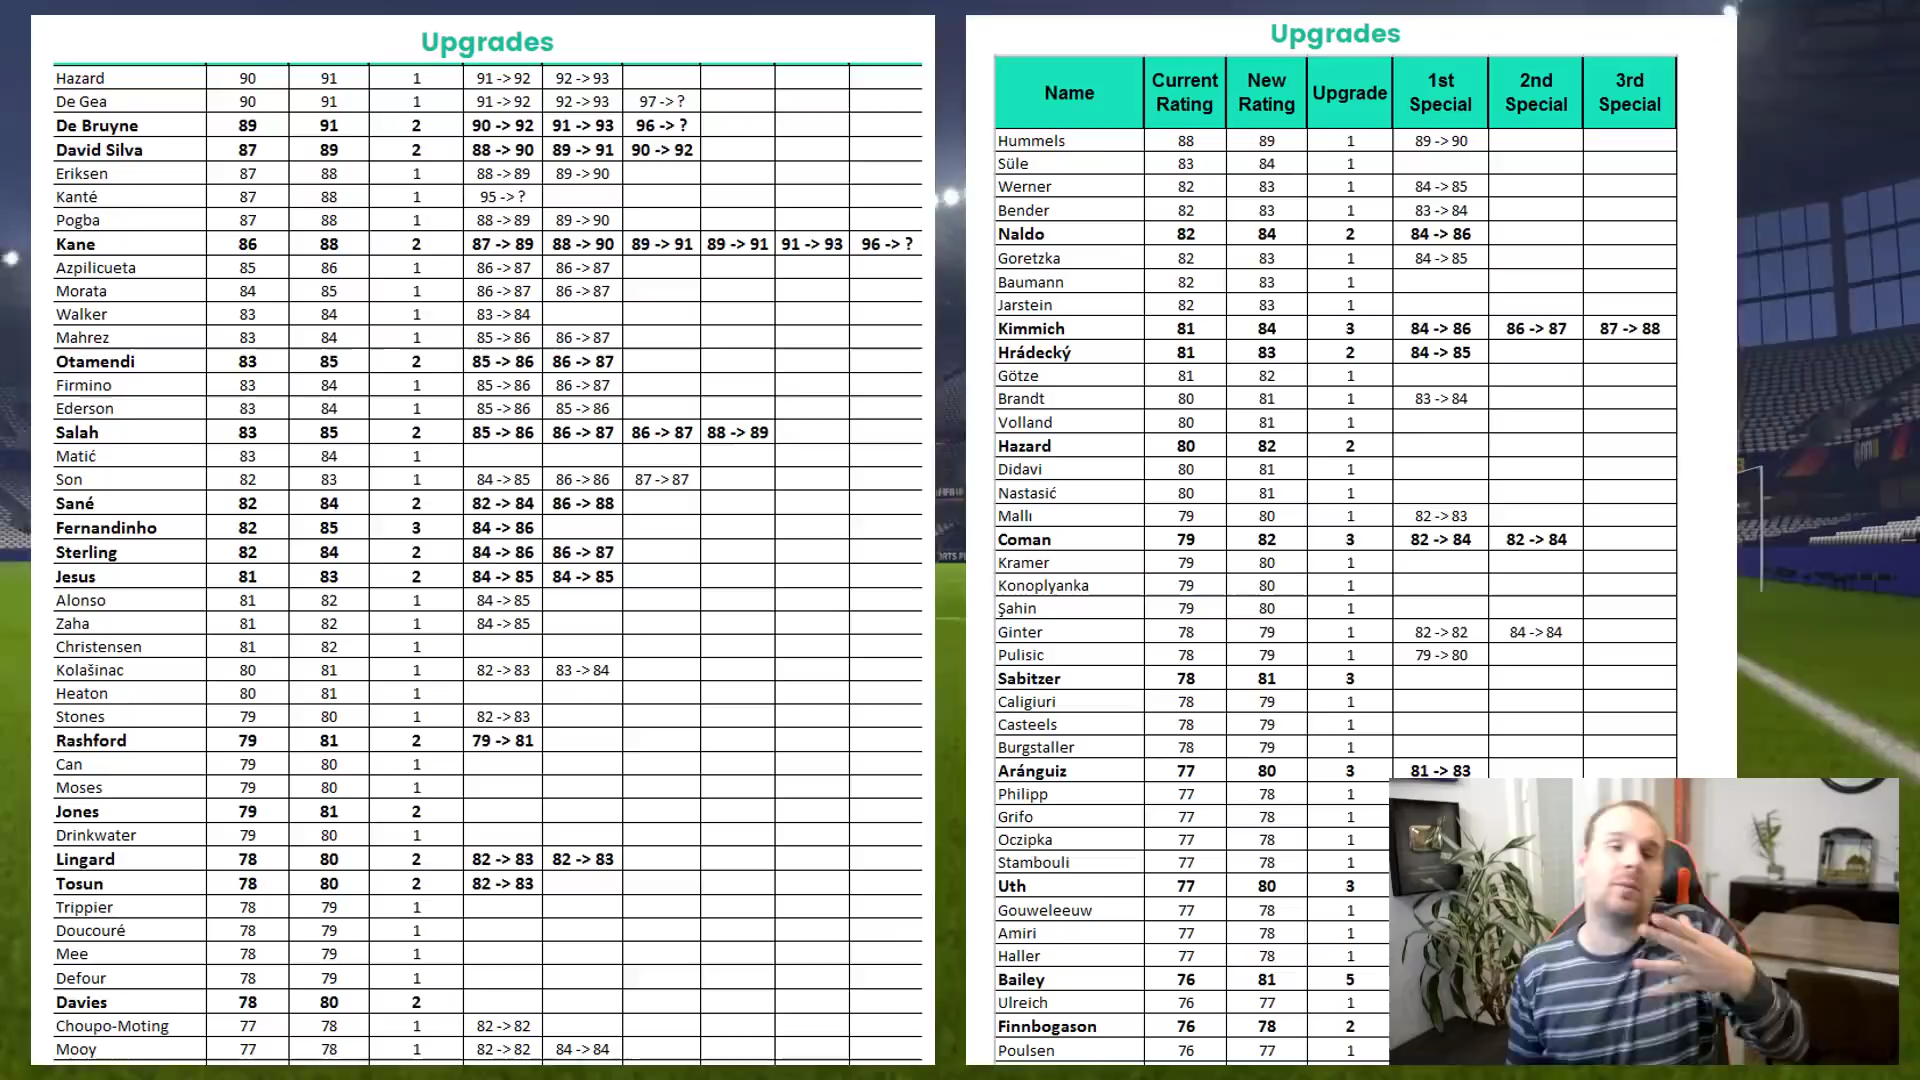 Upgrades
Hazard 90 91 1 91 -> 92 92 -> 93
De Gea 90 91 1 91 -> 92 92 -> 93 97 -> ?
De Bruyne 89 91 2 90 -> 92 91 -> 93 96 -> ?
David Silva 87 89 2 88 -> 90 89 -> 91 90 -> 92
Eriksen 87 88 1 88 -> 89 89 -> 90
Kanté 87 88 1 95 -> ?
Pogba 87 88 1 88 -> 89 89 -> 90
Kane 86 88 2 87 -> 89 88 -> 90 89 -> 91 89 -> 91 91 -> 93 96 -> ?
Azpilicueta 85 86 1 86 -> 87 86 -> 87
Morata 84 85 1 86 -> 87 86 -> 87
Walker 83 84 1 83 -> 84
Mahrez 83 84 1 85 -> 86 86 -> 87
Otamendi 83 85 2 85 -> 86 86 -> 87
Firmino 83 84 1 85 -> 86 86 -> 87
Ederson 83 84 1 85 -> 86 85 -> 86
Salah 83 85 2 85 -> 86 86 -> 87 86 -> 87 88 -> 89
Matić 83 84 1
Son 82 83 1 84 -> 85 86 -> 86 87 -> 87
Sané 82 84 2 82 -> 84 86 -> 88
Fernandinho 82 85 3 84 -> 86
Sterling 82 84 2 84 -> 86 86 -> 87
Jesus 81 83 2 84 -> 85 84 -> 85
Alonso 81 82 1 84 -> 85
Zaha 81 82 1 84 -> 85
Christensen 81 82 1
Kolašinac 80 81 1 82 -> 83 83 -> 84
Heaton 80 81 1
Stones 79 80 1 82 -> 83
Rashford 79 81 2 79 -> 81
Can 79 80 1
Moses 79 80 1
Jones 79 81 2
Drinkwater 79 80 1
Lingard 78 80 2 82 -> 83 82 -> 83
Tosun 78 80 2 82 -> 83
Trippier 78 79 1
Doucouré 78 79 1
Mee 78 79 1
Defour 78 79 1
Davies 78 80 2
Choupo-Moting 77 78 1 82 -> 82
Mooy 77 78 1 82 -> 82 84 -> 84
Upgrades
Name Current Rating New Rating Upgrade 1st Special 2nd Special 3rd Special
Hummels 88 89 1 89 -> 90
Süle 83 84 1
Werner 82 83 1 84 -> 85
Bender 82 83 1 83 -> 84
Naldo 82 84 2 84 -> 86
Goretzka 82 83 1 84 -> 85
Baumann 82 83 1
Jarstein 82 83 1
Kimmich 81 84 3 84 -> 86 86 -> 87 87 -> 88
Hrádecký 81 83 2 84 -> 85
Götze 81 82 1
Brandt 80 81 1 83 -> 84
Volland 80 81 1
Hazard 80 82 2
Didavi 80 81 1
Nastasić 80 81 1
Mallı 79 80 1 82 -> 83
Coman 79 82 3 82 -> 84 82 -> 84
Kramer 79 80 1
Konoplyanka 79 80 1
Şahin 79 80 1
Ginter 78 79 1 82 -> 82 84 -> 84
Pulisic 78 79 1 79 -> 80
Sabitzer 78 81 3
Caligiuri 78 79 1
Casteels 78 79 1
Burgstaller 78 79 1
Aránguiz 77 80 3 81 -> 83
Philipp 77 78 1
Grifo 77 78 1
Oczipka 77 78 1
Stambouli 77 78 1
Uth 77 80 3
Gouweleeuw 77 78 1
Amiri 77 78 1
Haller 77 78 1
Bailey 76 81 5
Ulreich 76 77 1
Finnbogason 76 78 2
Poulsen 76 77 1